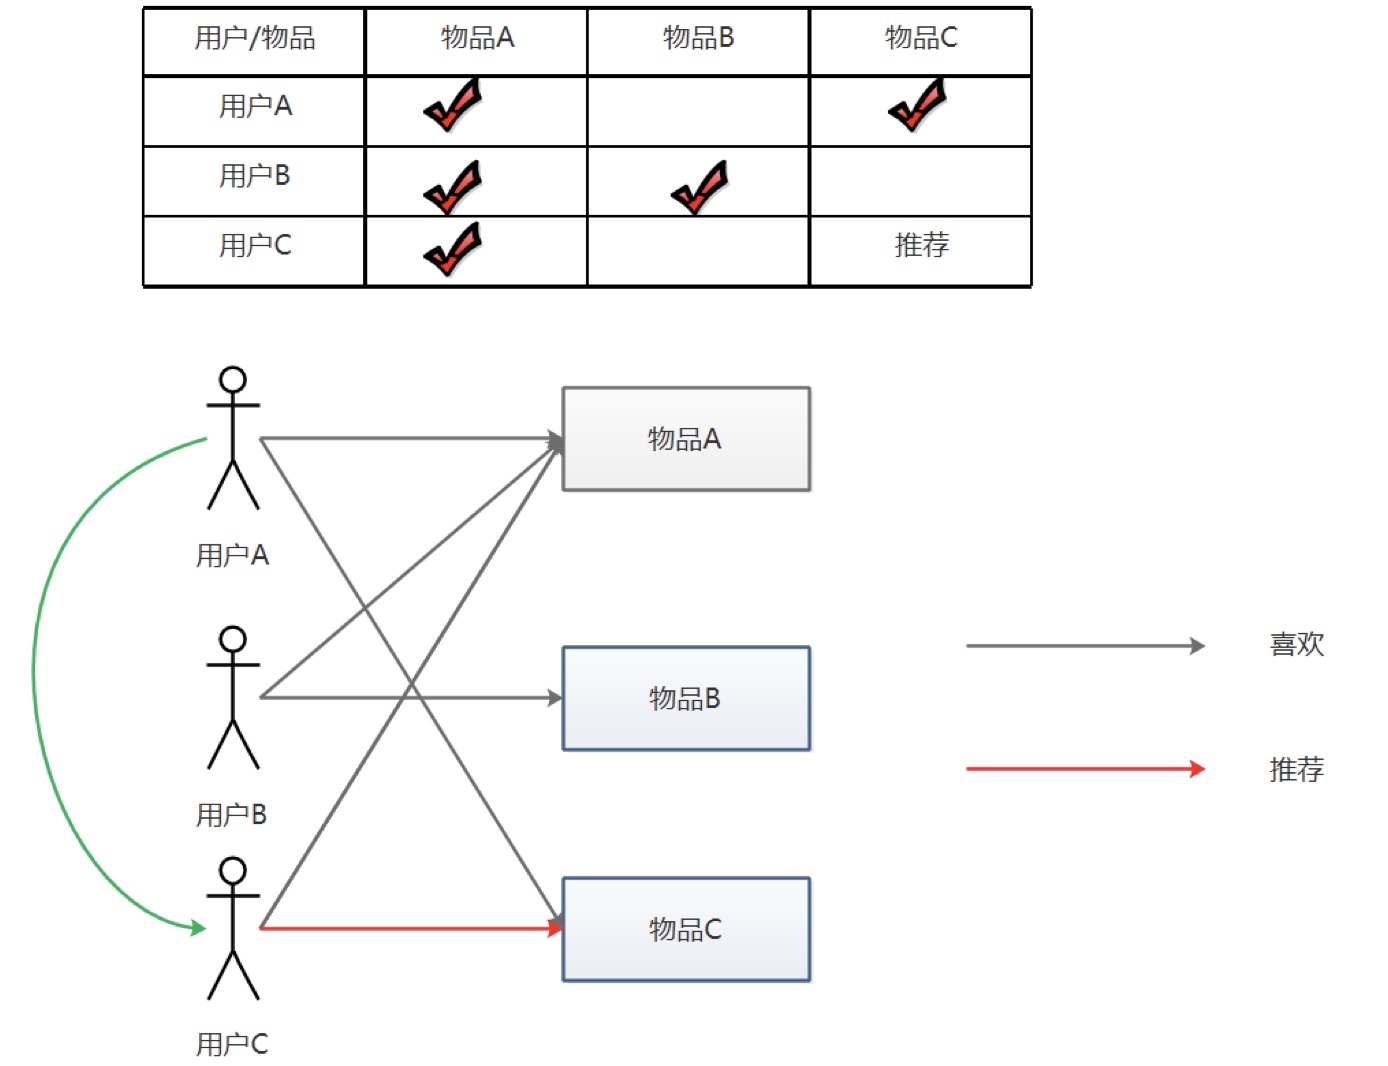 用户/物品 物品A 物品B 物品C
用户A
用户B
用户C 推荐
用户A
物品A
用户B
物品B
用户C
物品C
喜欢
推荐